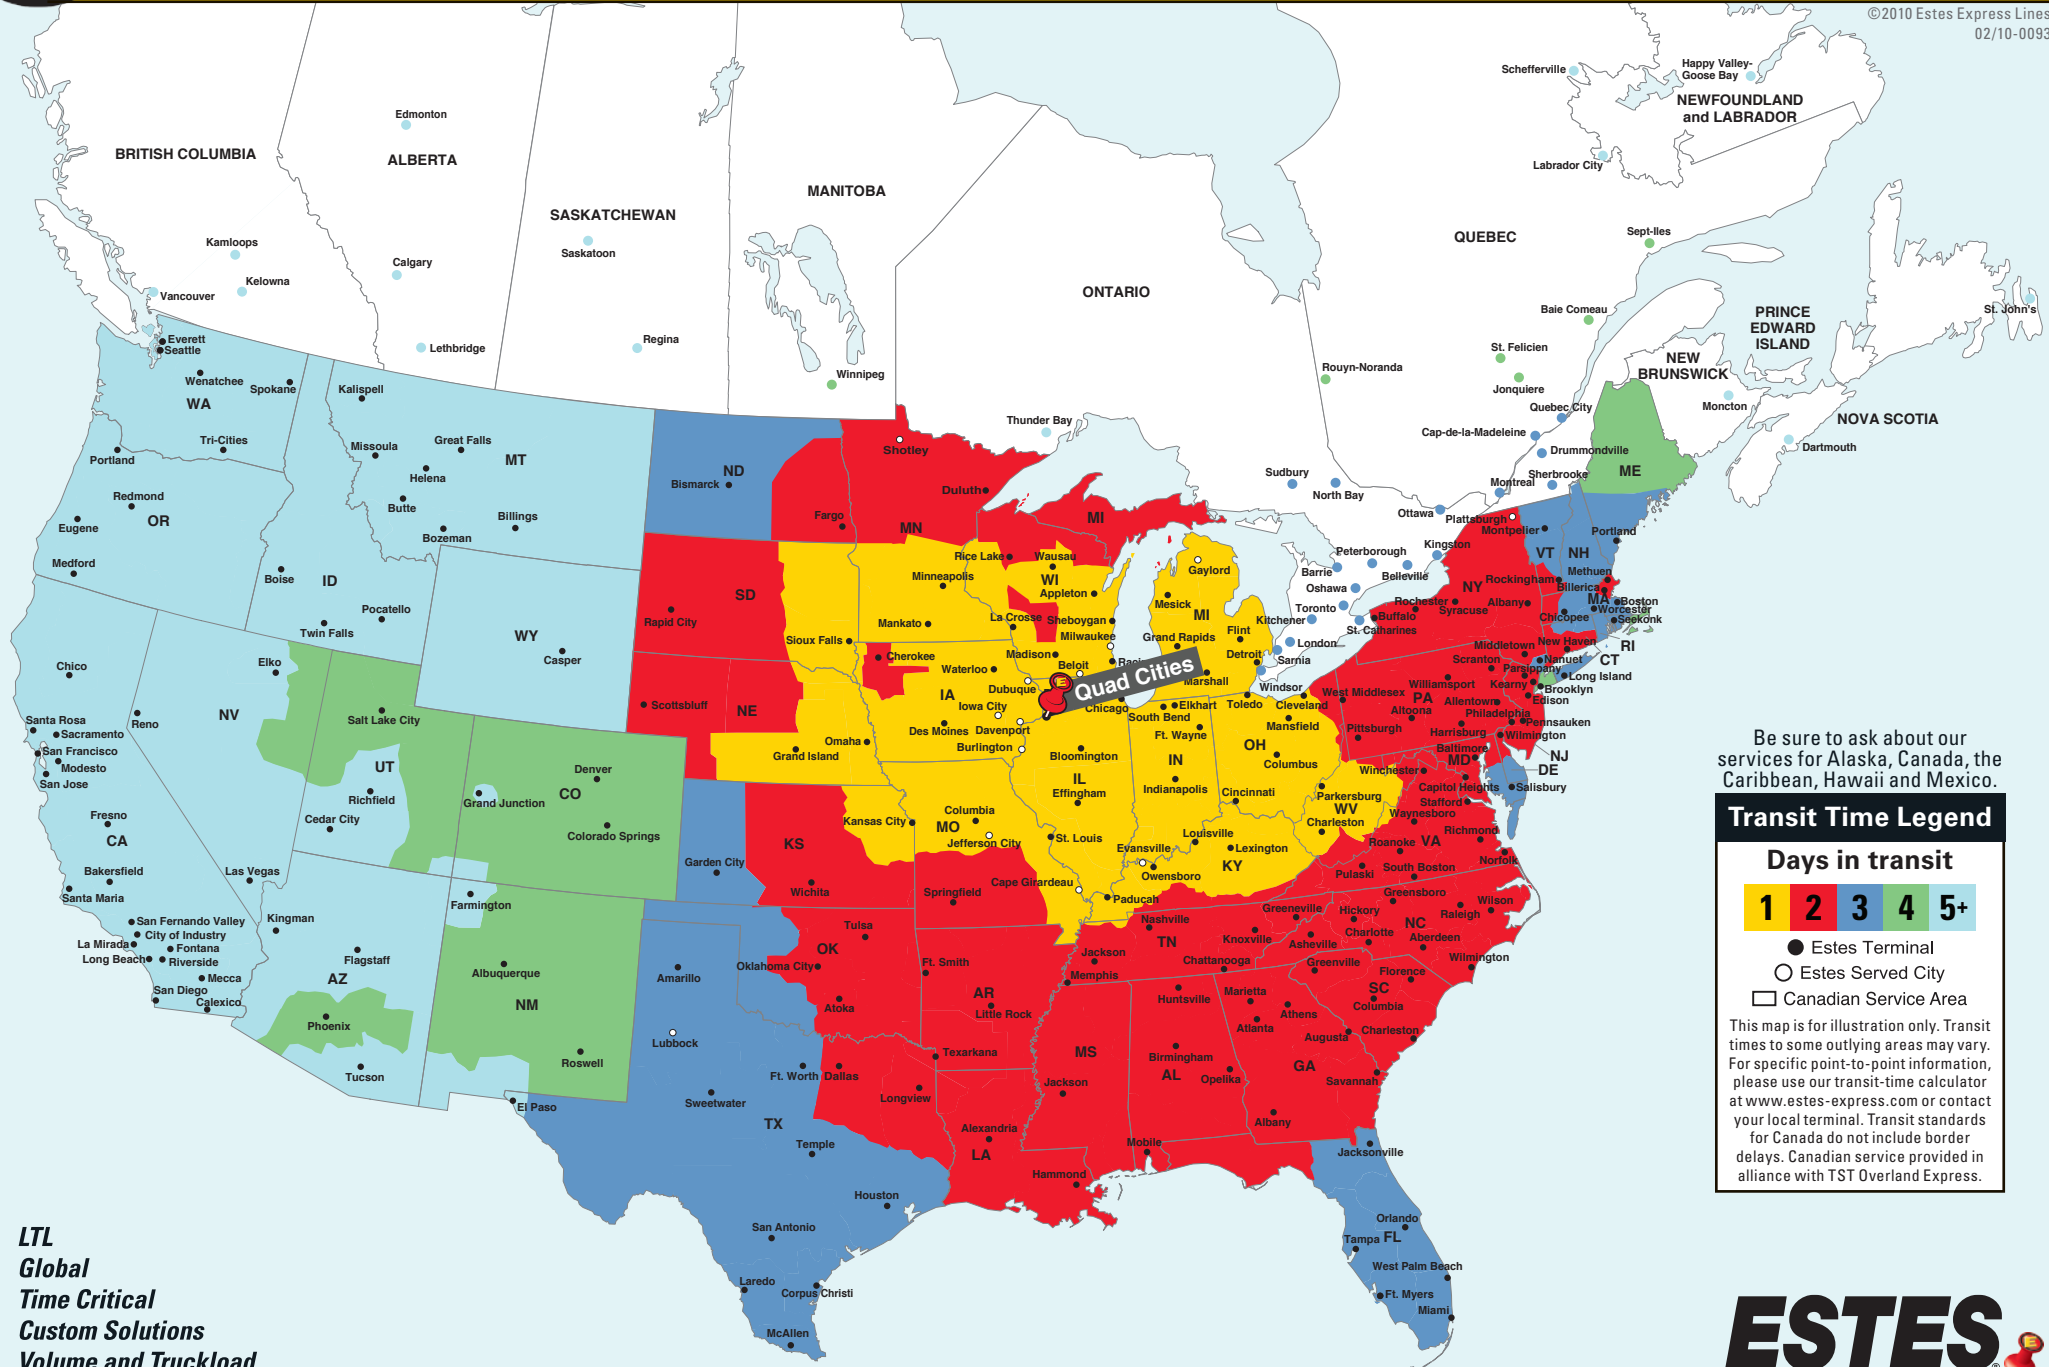 ©2010 Estes Express Lines
02/10-0093
Schefferville
Happy Valley-
Goose Bay
NEWFOUNDLAND
and LABRADOR
Labrador City
Edmonton
BRITISH COLUMBIA
ALBERTA
MANITOBA
SASKATCHEWAN
Saskatoon
QUEBEC
Sept-Iles
Kamloops
Calgary
Kelowna
Vancouver
ONTARIO
Baie Comeau
St. John's
PRINCE
EDWARD
ISLAND
Everett
Seattle
Lethbridge
Regina
Winnipeg
Rouyn-Noranda
St. Felicien
Jonquiere
NEW
BRUNSWICK
Moncton
NOVA SCOTIA
Dartmouth
Wenatchee
Spokane
WA
Kalispell
Tri-Cities
Portland
Missoula
Great Falls
MT
Helena
Butte
Billings
Bozeman
ND
Bismarck
Fargo
Shotley
Duluth
MN
Thunder Bay
MI
Sudbury
North Bay
Quebec City
Cap-de-la-Madeleine
Drummondville
Sherbrooke
Montreal
ME
Ottawa
Plattsburgh
Montpelier
Portland
Redmond
OR
Eugene
Medford
Boise
ID
Pocatello
Twin Falls
WY
Casper
SD
Rapid City
Sioux Falls
Minneapolis
Mankato
Rice Lake
Wausau
WI
Appleton
La Crosse
Sheboygan
Milwaukee
Madison
Beloit
Gaylord
Mesick
MI
Grand Rapids
Flint
Detroit
Marshall
Kingston
Peterborough
Barrie
Belleville
Oshawa
Toronto
Kitchener
St. Catharines
London
Sarnia
Windsor
VT
NH
Methuen
NY
Rockingham
Billerica
Rochester
Syracuse
Albany
MA
Boston
Worcester
Chicopee
Seekonk
Buffalo
RI
CT
New Haven
Middletown
Nanuet
Scranton
Parsippany
Long Island
Kearny
Brooklyn
Edison
Williamsport
PA
Allentown
West Middlesex
Altoona
Philadelphia
Pennsauken
Pittsburgh
Harrisburg
Wilmington
Baltimore
MD
NJ
DE
Winchester
Capitol Heights
Salisbury
Stafford
Chico
Elko
NV
Reno
Salt Lake City
Santa Rosa
Sacramento
San Francisco
Modesto
San Jose
UT
Richfield
Cedar City
Fresno
CA
Bakersfield
Santa Maria
Las Vegas
Denver
Grand Junction
CO
Colorado Springs
Scottsbluff
NE
Omaha
Grand Island
Cherokee
Waterloo
Dubuque
IA
Iowa City
Des Moines
Davenport
Burlington
Quad Cities
Chicago
South Bend
Elkhart
Ft. Wayne
Toledo
Cleveland
Mansfield
OH
Columbus
Bloomington
IL
Effingham
IN
Indianapolis
Cincinnati
Parkersburg
WV
Charleston
Waynesboro
Roanoke
VA
Richmond
Norfolk
Pulaski
South Boston
Columbia
MO
Kansas City
Jefferson City
St. Louis
Evansville
Louisville
Lexington
Owensboro
KY
Cape Girardeau
Paducah
Springfield
KS
Garden City
Wichita
San Fernando Valley
City of Industry
La Mirada
Fontana
Long Beach
Riverside
Mecca
San Diego
Calexico
Kingman
Flagstaff
AZ
Phoenix
Tucson
Farmington
Albuquerque
NM
Roswell
El Paso
Tulsa
OK
Oklahoma City
Amarillo
Atoka
Ft. Smith
AR
Little Rock
Texarkana
Lubbock
Ft. Worth
Dallas
Sweetwater
Longview
TX
Temple
Houston
San Antonio
Laredo
Corpus Christi
McAllen
Nashville
TN
Jackson
Memphis
Knoxville
Chattanooga
Greeneville
Asheville
Hickory
Greensboro
Raleigh
Wilson
NC
Charlotte
Aberdeen
Wilmington
Greenville
Florence
SC
Columbia
Charleston
Huntsville
Marietta
Athens
Atlanta
Augusta
GA
Savannah
Albany
MS
Jackson
Birmingham
AL
Opelika
Mobile
Alexandria
LA
Hammond
Jacksonville
Orlando
Tampa
FL
West Palm Beach
Ft. Myers
Miami
Be sure to ask about our
services for Alaska, Canada, the
Caribbean, Hawaii and Mexico.
Transit Time Legend
Days in transit
1 2 3 4 5+
Estes Terminal
Estes Served City
Canadian Service Area
This map is for illustration only. Transit
times to some outlying areas may vary.
For specific point-to-point information,
please use our transit-time calculator
at www.estes-express.com or contact
your local terminal. Transit standards
for Canada do not include border
delays. Canadian service provided in
alliance with TST Overland Express.
LTL
Global
Time Critical
Custom Solutions
Volume and Truckload
ESTES